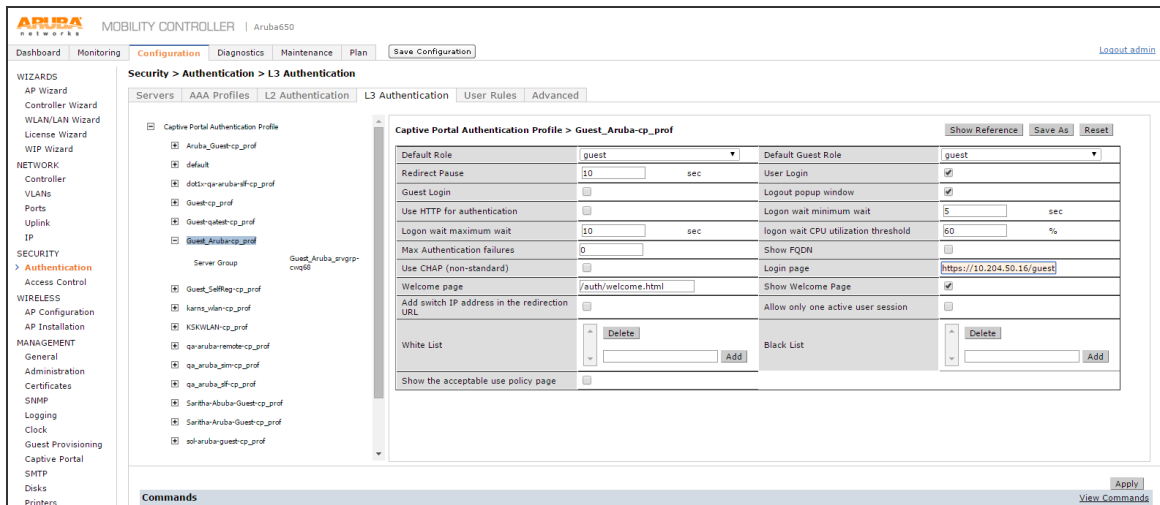 ARUBA networks MOBILITY CONTROLLER | Aruba650
Dashboard Monitoring Configuration Diagnostics Maintenance Plan Save Configuration Logout admin
WIZARDS
AP Wizard
Controller Wizard
WLAN/LAN Wizard
License Wizard
WIP Wizard
NETWORK
Controller
VLANs
Ports
Uplink
IP
SECURITY
> Authentication
Access Control
WIRELESS
AP Configuration
AP Installation
MANAGEMENT
General
Administration
Certificates
SNMP
Logging
Clock
Guest Provisioning
Captive Portal
SMTP
Disks
Printers
Security > Authentication > L3 Authentication
Servers AAA Profiles L2 Authentication L3 Authentication User Rules Advanced
Captive Portal Authentication Profile
Aruba_Guest-cp_prof
default
dot1x-qa-aruba-slf-cp_prof
Guest-cp_prof
Guest-qatest-cp_prof
Guest_Aruba-cp_prof
Server Group Guest_Aruba_srvgrp-
cwq68
Guest_SelfReg-cp_prof
karns_wlan-cp_prof
KSKWLAN-cp_prof
qa-aruba-remote-cp_prof
qa_aruba_sim-cp_prof
qa_aruba_slf-cp_prof
Saritha-Abuba-Guest-cp_prof
Saritha-Aruba-Guest-cp_prof
sol-aruba-guest-cp_prof
Captive Portal Authentication Profile > Guest_Aruba-cp_prof Show Reference Save As Reset
Default Role guest Default Guest Role guest
Redirect Pause 10 sec User Login
Guest Login Logout popup window
Use HTTP for authentication Logon wait minimum wait 5 sec
Logon wait maximum wait 10 sec logon wait CPU utilization threshold 60 %
Max Authentication failures 0 Show FQDN
Use CHAP (non-standard) Login page https://10.204.50.16/guest
Welcome page /auth/welcome.html Show Welcome Page
Add switch IP address in the redirection
URL Allow only one active user session
White List Delete Add Black List Delete Add
Show the acceptable use policy page
Apply
Commands View Commands